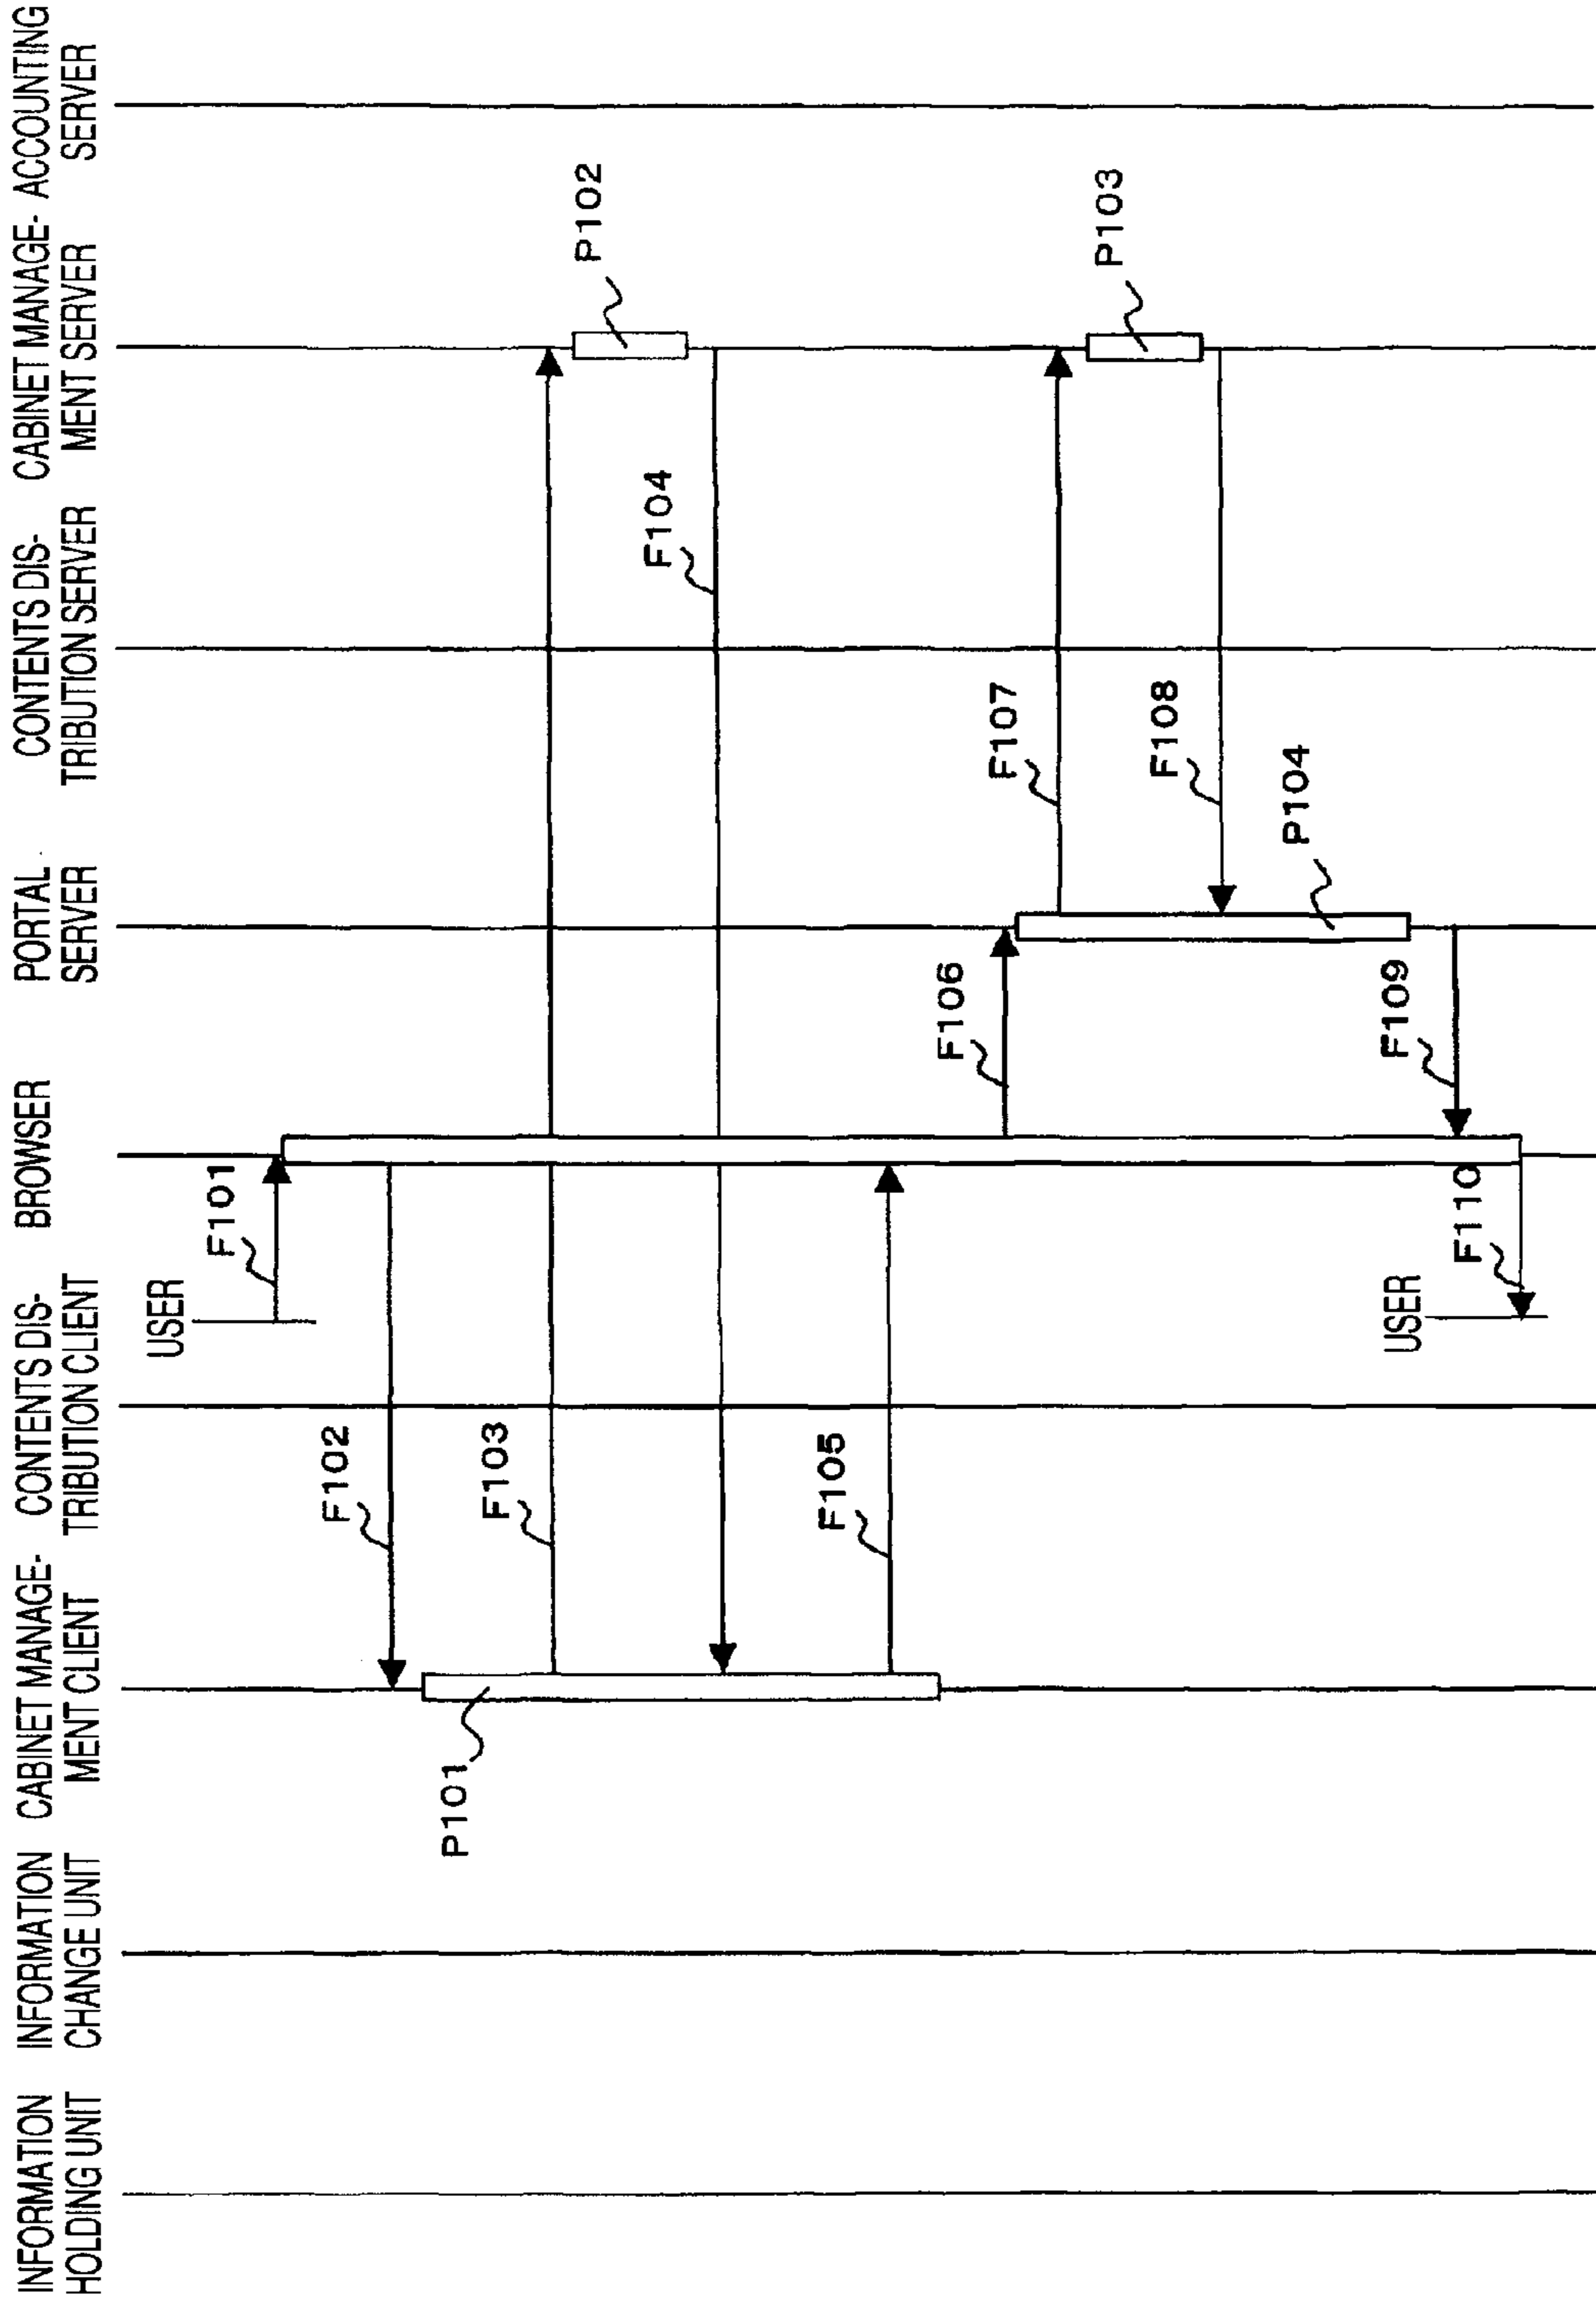 INFORMATION
HOLDING UNIT
INFORMATION
CHANGE UNIT
CABINET MANAGE-
MENT CLIENT
CONTENTS DIS-
TRIBUTION CLIENT
BROWSER
PORTAL
SERVER
CONTENTS DIS-
TRIBUTION SERVER
CABINET MANAGE-
MENT SERVER
ACCOUNTING
SERVER
USER
F101
F102
P101
F103
P102
F104
F105
F106
F107
P103
F108
P104
F109
USER
F110